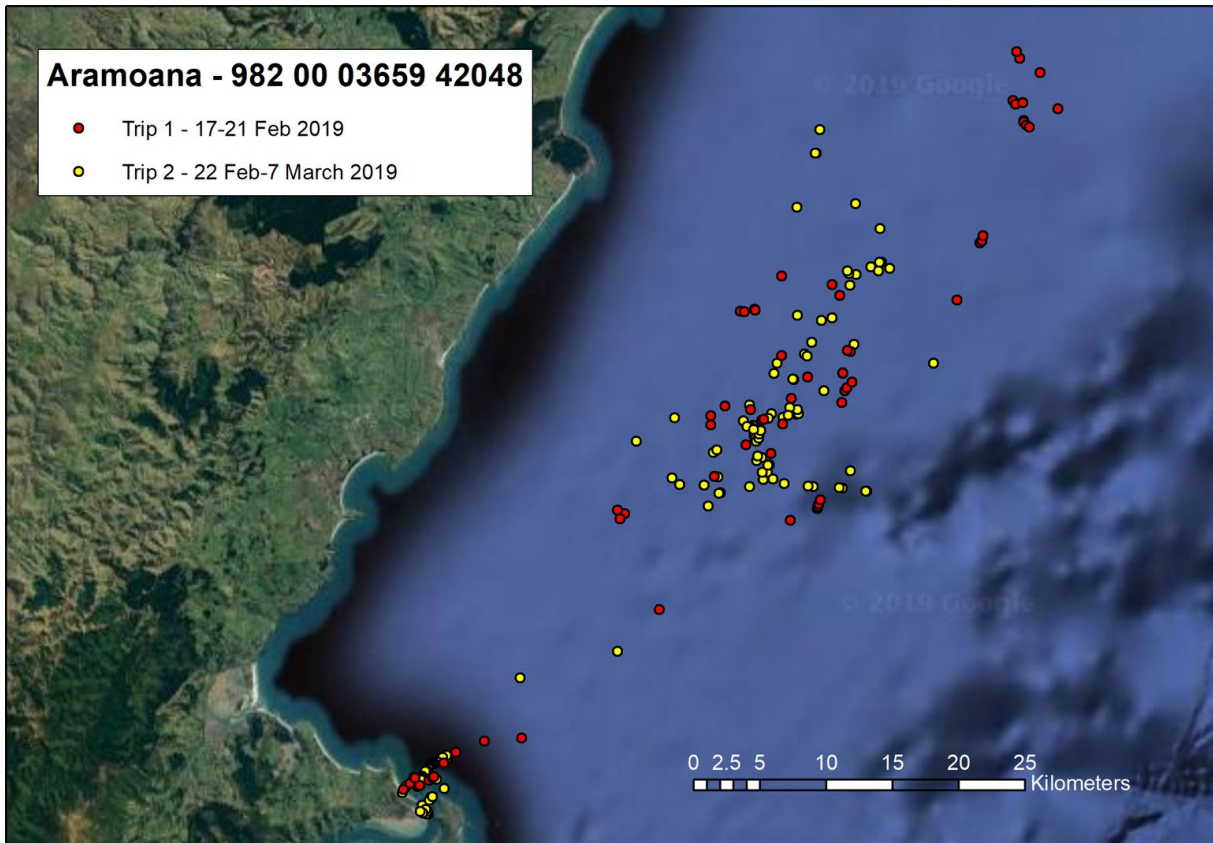 Aramoana - 982 00 03659 42048
Trip 1 - 17-21 Feb 2019
Trip 2 - 22 Feb-7 March 2019
© 2019 Google
© 2019 Google
0 2.5 5 10 15 20 25
Kilometers